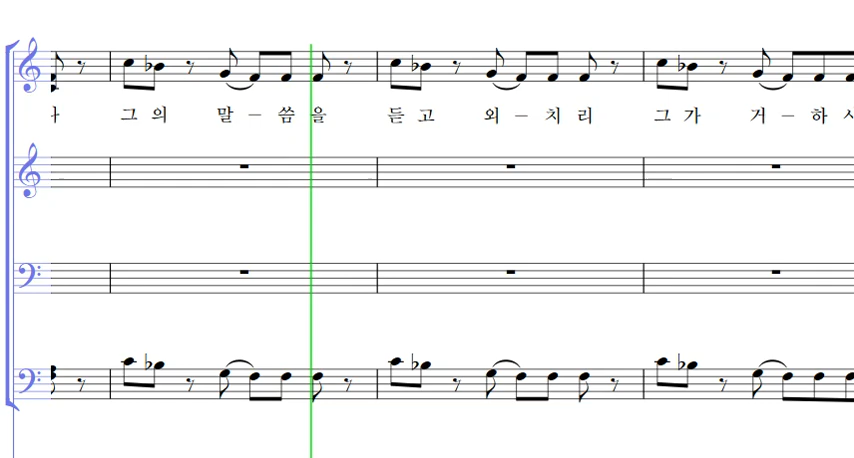 그의 말 – 씀을 듣고 외 – 치리 그가 거 – 하